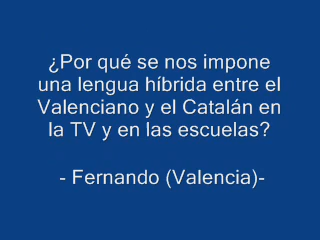 ¿Por qué se nos impone
una lengua híbrida entre el
Valenciano y el Catalán en
la TV y en las escuelas?
- Fernando (Valencia)-